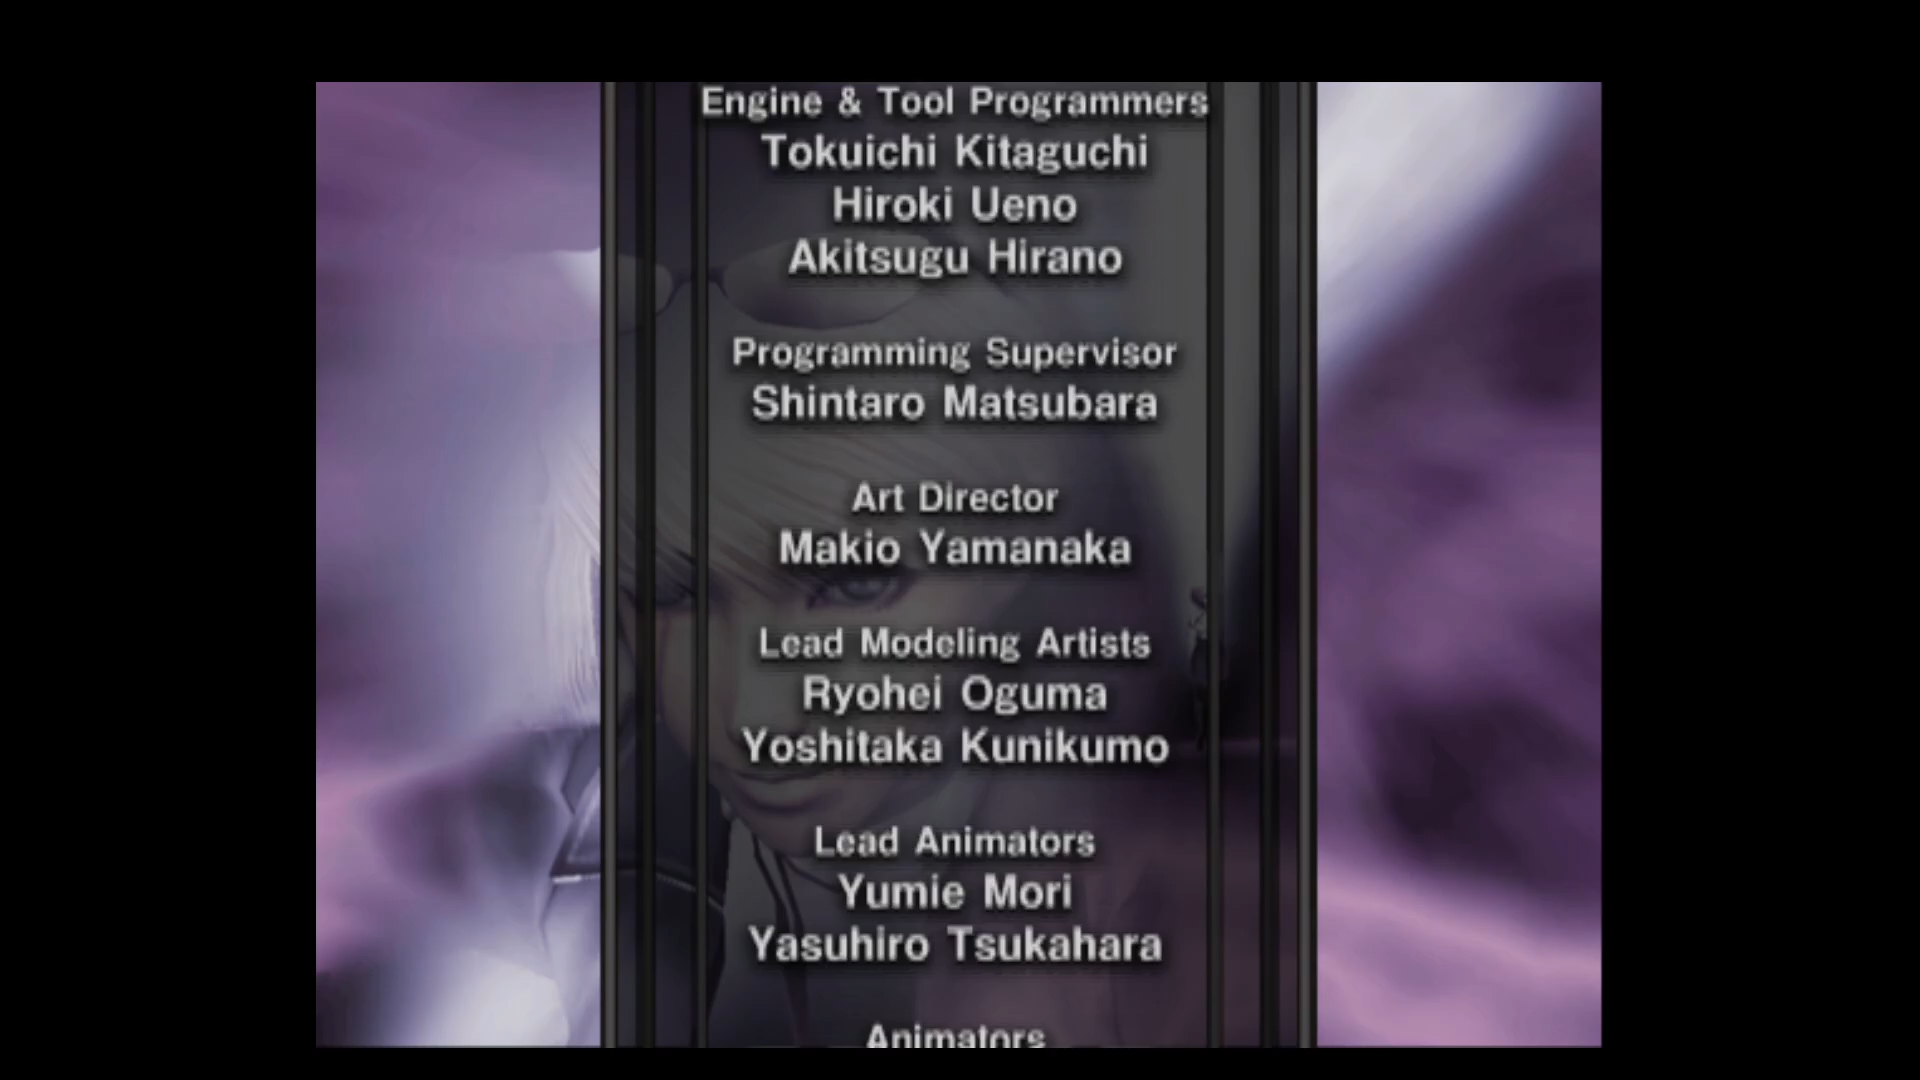 Engine & Tool Programmers
Tokuichi Kitaguchi
Hiroki Ueno
Akitsugu Hirano
Programming Supervisor
Shintaro Matsubara
Art Director
Makio Yamanaka
Lead Modeling Artists
Ryohei Oguma
Yoshitaka Kunikumo
Lead Animators
Yumie Mori
Yasuhiro Tsukahara
Animators